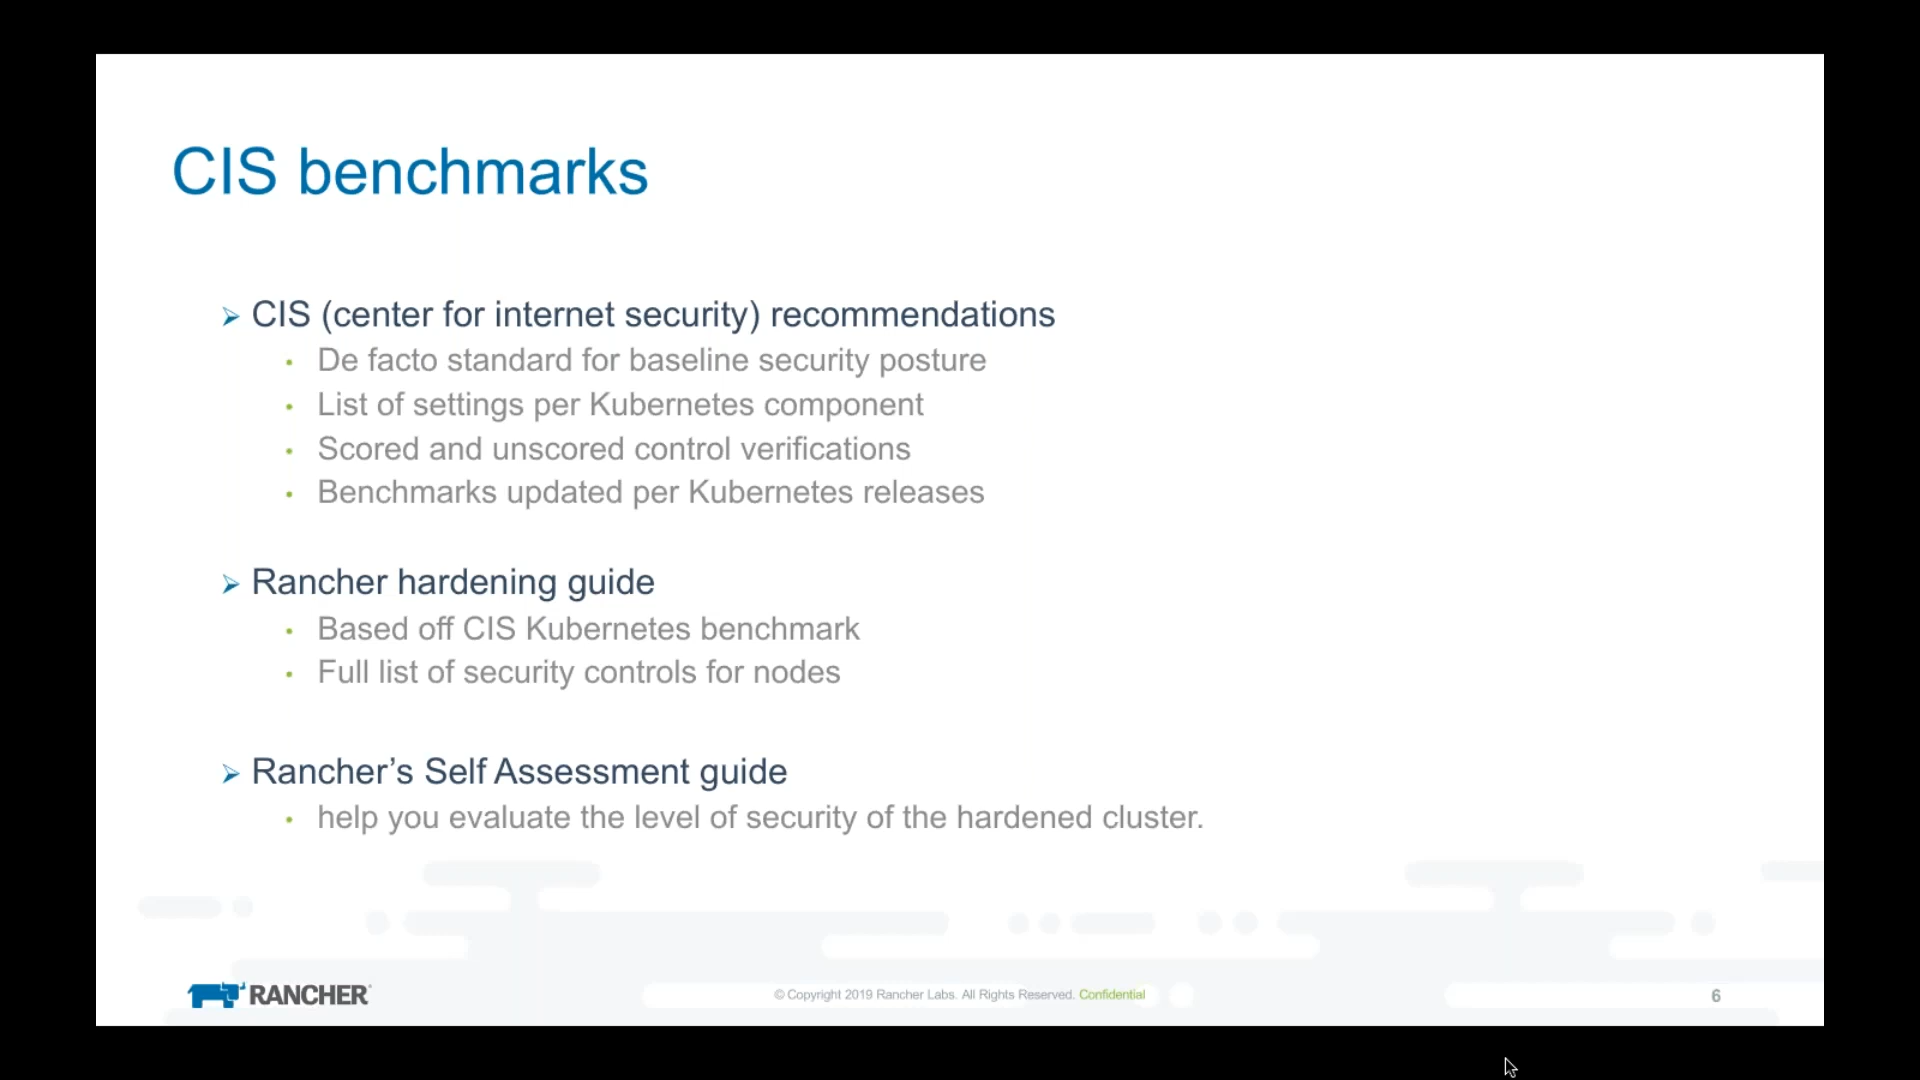 CIS benchmarks
➢ CIS (center for internet security) recommendations
• De facto standard for baseline security posture
• List of settings per Kubernetes component
• Scored and unscored control verifications
• Benchmarks updated per Kubernetes releases
➢ Rancher hardening guide
• Based off CIS Kubernetes benchmark
• Full list of security controls for nodes
➢ Rancher’s Self Assessment guide
• help you evaluate the level of security of the hardened cluster.
RANCHER
© Copyright 2019 Rancher Labs. All Rights Reserved. Confidential
6